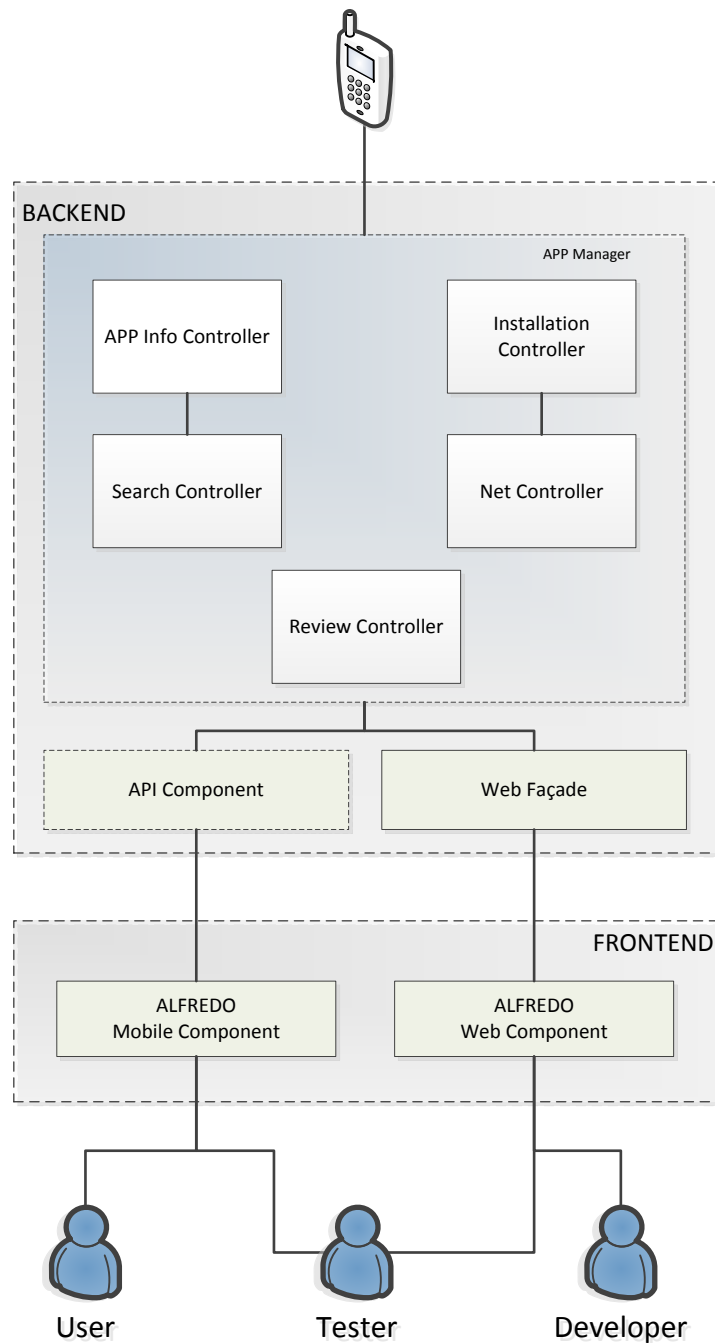 BACKEND
APP Manager
APP Info Controller
Installation
Controller
Search Controller
Net Controller
Review Controller
API Component
Web Façade
FRONTEND
ALFREDO
Mobile Component
ALFREDO
Web Component
User
Tester
Developer